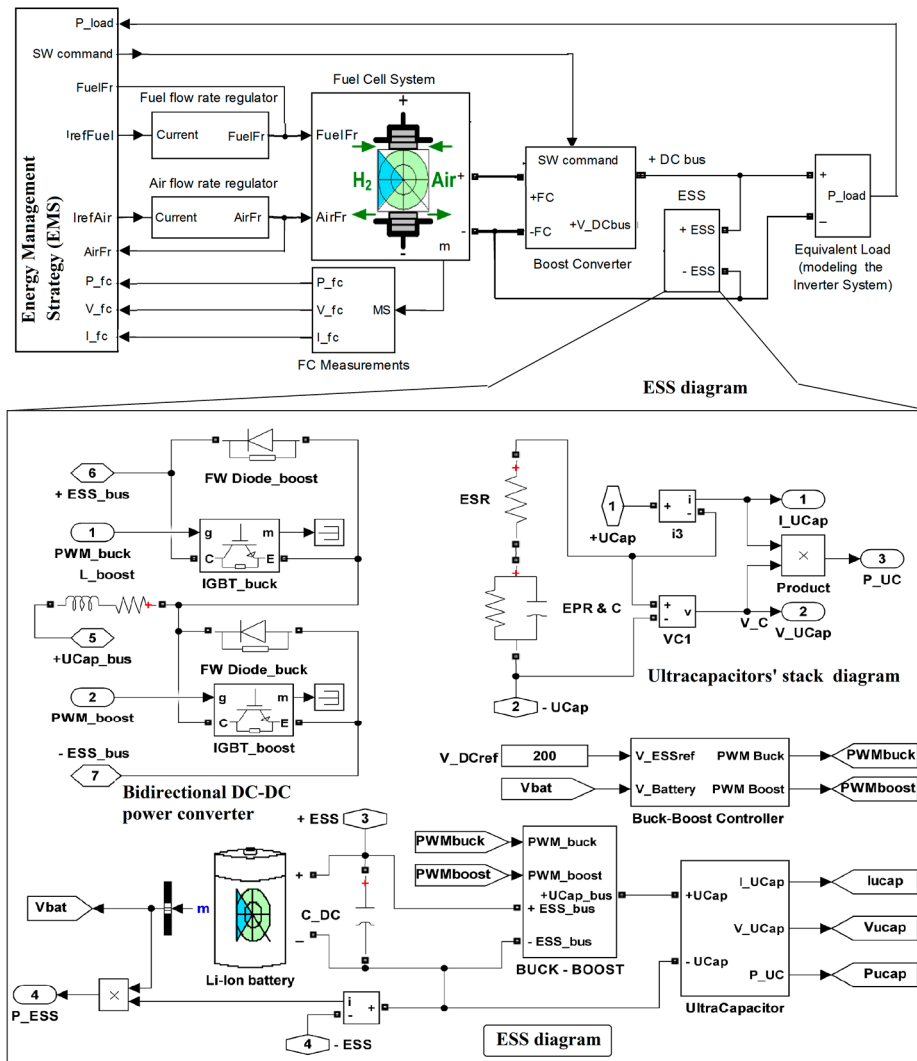 P_load
SW command
FuelFr
IrefFuel
IrefAir
AirFr
P_fc
V_fc
I_fc
Energy Management
Strategy (EMS)
Fuel flow rate regulator
Current FuelFr
Air flow rate regulator
Current AirFr
Fuel Cell System
+
FuelFr
H2 Air
+
AirFr
-
-
m
P_fc
V_fc MS
I_fc
FC Measurements
SW command
+FC
-FC +V_DCbus
Boost Converter
+ DC bus
ESS
+ ESS
- ESS
+
P_load
-
Equivalent Load
(modeling the
Inverter System)
ESS diagram
FW Diode_boost
6
+ ESS_bus
1
PWM_buck
g m
C E
IGBT_buck
L_boost
+
5
+UCap_bus
FW Diode_buck
2
PWM_boost
g m
C E
IGBT_boost
- ESS_bus
7
Bidirectional DC-DC
power converter
+
ESR
+
EPR & C
2
- UCap
1
+UCap
+ i
-
i3
1
I_UCap
×
Product
3
P_UC
+ v
-
VC1
V_C
2
V_UCap
Ultracapacitors' stack diagram
V_DCref
200
Vbat
V_ESSref PWM Buck
V_Battery PWM Boost
Buck-Boost Controller
PWMbuck
PWMboost
+ ESS
3
Vbat
m
Li-Ion battery
+
–
+
C_DC
4
P_ESS
×
i
- +
4
- ESS
PWMbuck
PWMboost
PWM_buck
PWM_boost
+UCap_bus
+ ESS_bus
- ESS_bus
BUCK - BOOST
+UCap
- UCap
I_UCap
V_UCap
P_UC
UltraCapacitor
Iucap
Vucap
Pucap
ESS diagram